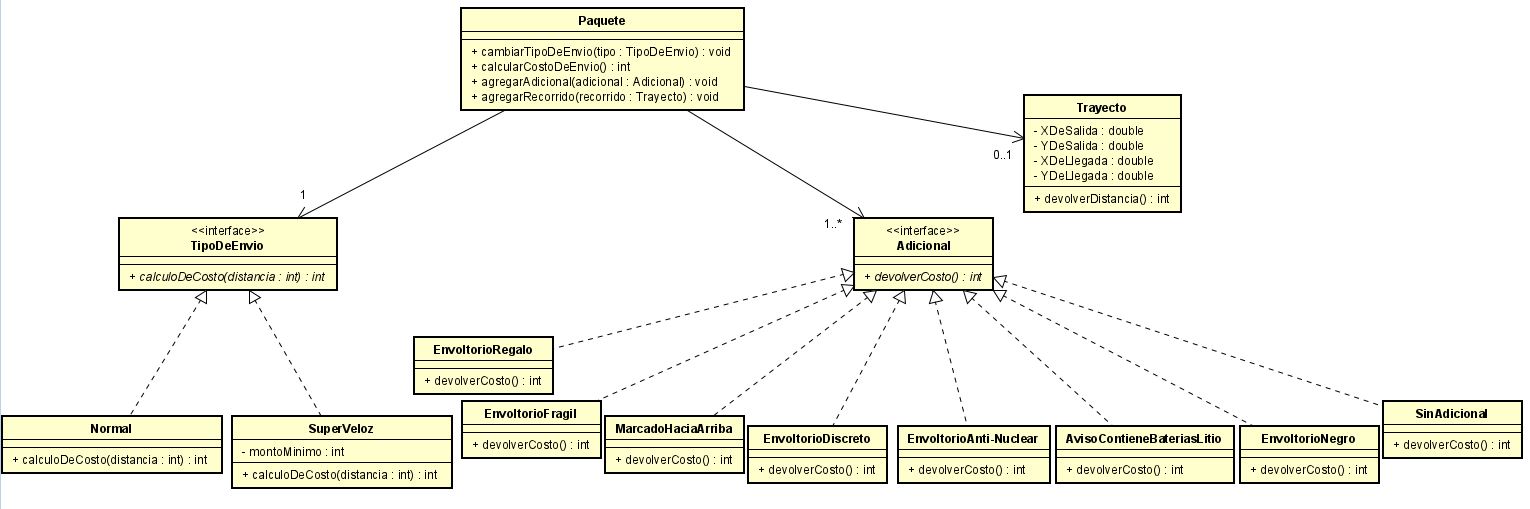 Paquete
+ cambiarTipoDeEnvio(tipo : TipoDeEnvio) : void
+ calcularCostoDeEnvio() : int
+ agregarAdicional(adicional : Adicional) : void
+ agregarRecorrido(recorrido : Trayecto) : void
Trayecto
- XDeSalida : double
- YDeSalida : double
- XDeLlegada : double
- YDeLlegada : double
+ devolverDistancia() : int
0..1
1
1..*
<<interface>>
TipoDeEnvio
+ calculoDeCosto(distancia : int) : int
<<interface>>
Adicional
+ devolverCosto() : int
EnvoltorioRegalo
+ devolverCosto() : int
Normal
+ calculoDeCosto(distancia : int) : int
SuperVeloz
- montoMinimo : int
+ calculoDeCosto(distancia : int) : int
EnvoltorioFragil
+ devolverCosto() : int
MarcadoHaciaArriba
+ devolverCosto() : int
EnvoltorioDiscreto
+ devolverCosto() : int
EnvoltorioAnti-Nuclear
+ devolverCosto() : int
AvisoContieneBateriasLitio
+ devolverCosto() : int
EnvoltorioNegro
+ devolverCosto() : int
SinAdicional
+ devolverCosto() : int